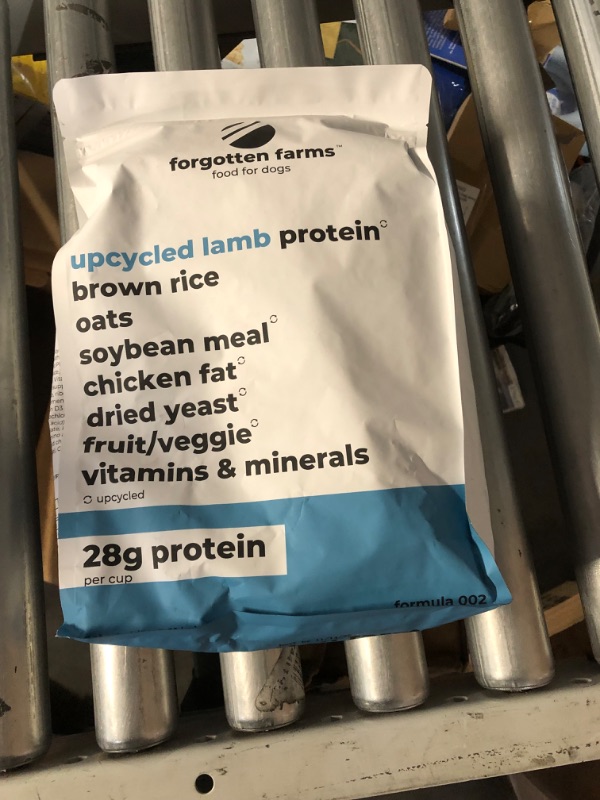 forgotten farms™
food for dogs
upcycled lamb protein
brown rice
oats
soybean meal
chicken fat
dried yeast
fruit/veggie
vitamins & minerals
upcycled
28g protein
per cup
formula 002